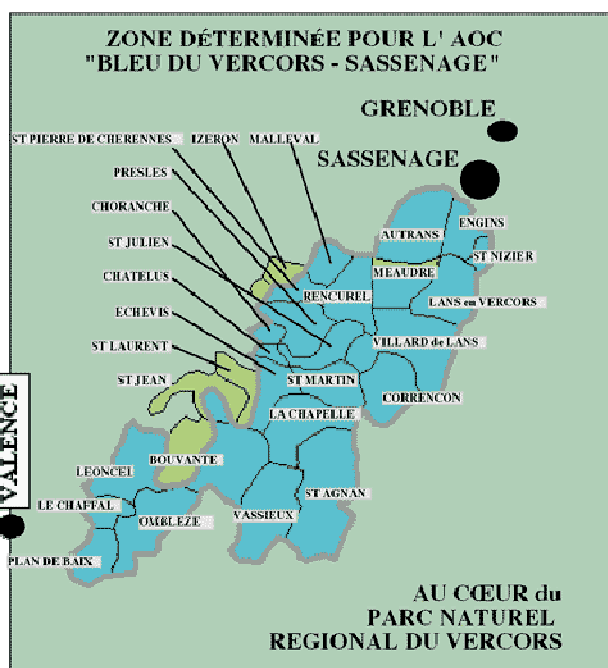 ZONE DÉTERMINÉE POUR L' AOC
"BLEU DU VERCORS - SASSENAGE"
GRENOBLE
SASSENAGE
ST PIERRE DE CHERENNES IZERON MALLEVAL
PRESLES
CHORANCHE
ST JULIEN
CHATELUS
ECHEVIS
ST LAURENT
ST JEAN
ENGINS
AUTRANS
ST NIZIER
MEAUDRE
RENCUREL
LANS en VERCORS
VILLARD de LANS
ST MARTIN
CORRENCON
LA CHAPELLE
VALENCE
BOUVANTE
LEONCEL
ST AGNAN
LE CHAFFAL
OMBLEZE
VASSIEUX
PLAN DE BAIX
AU CŒUR du
PARC NATUREL
REGIONAL DU VERCORS